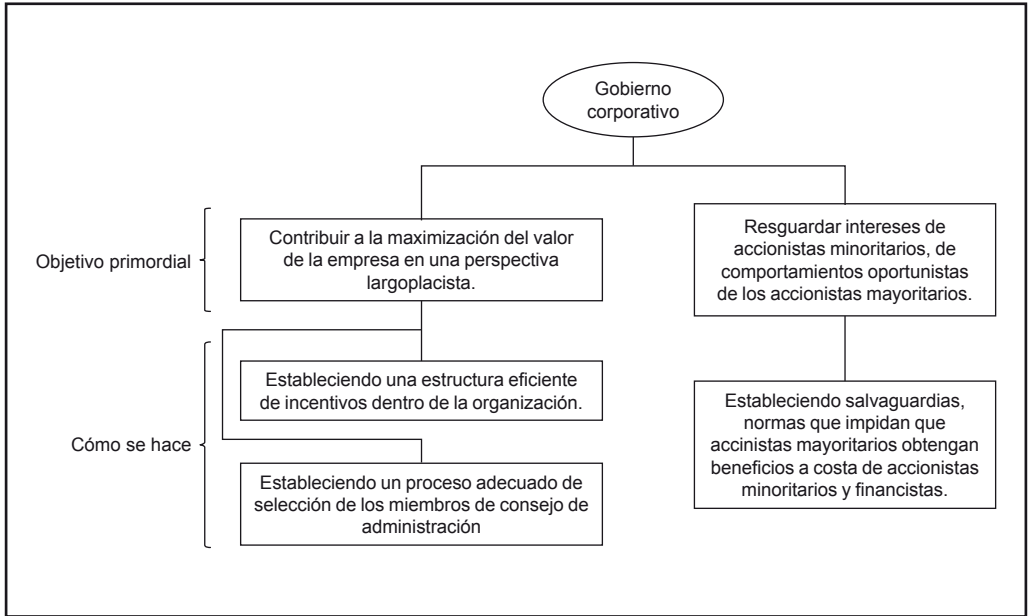 Gobierno
corporativo
Objetivo primordial
Contribuir a la maximización del valor
de la empresa en una perspectiva
largoplacista.
Resguardar intereses de
accionistas minoritarios, de
comportamientos oportunistas
de los accionistas mayoritarios.
Cómo se hace
Estableciendo una estructura eficiente
de incentivos dentro de la organización.
Estableciendo un proceso adecuado de
selección de los miembros de consejo de
administración
Estableciendo salvaguardias,
normas que impidan que
accinistas mayoritarios obtengan
beneficios a costa de accionistas
minoritarios y financistas.